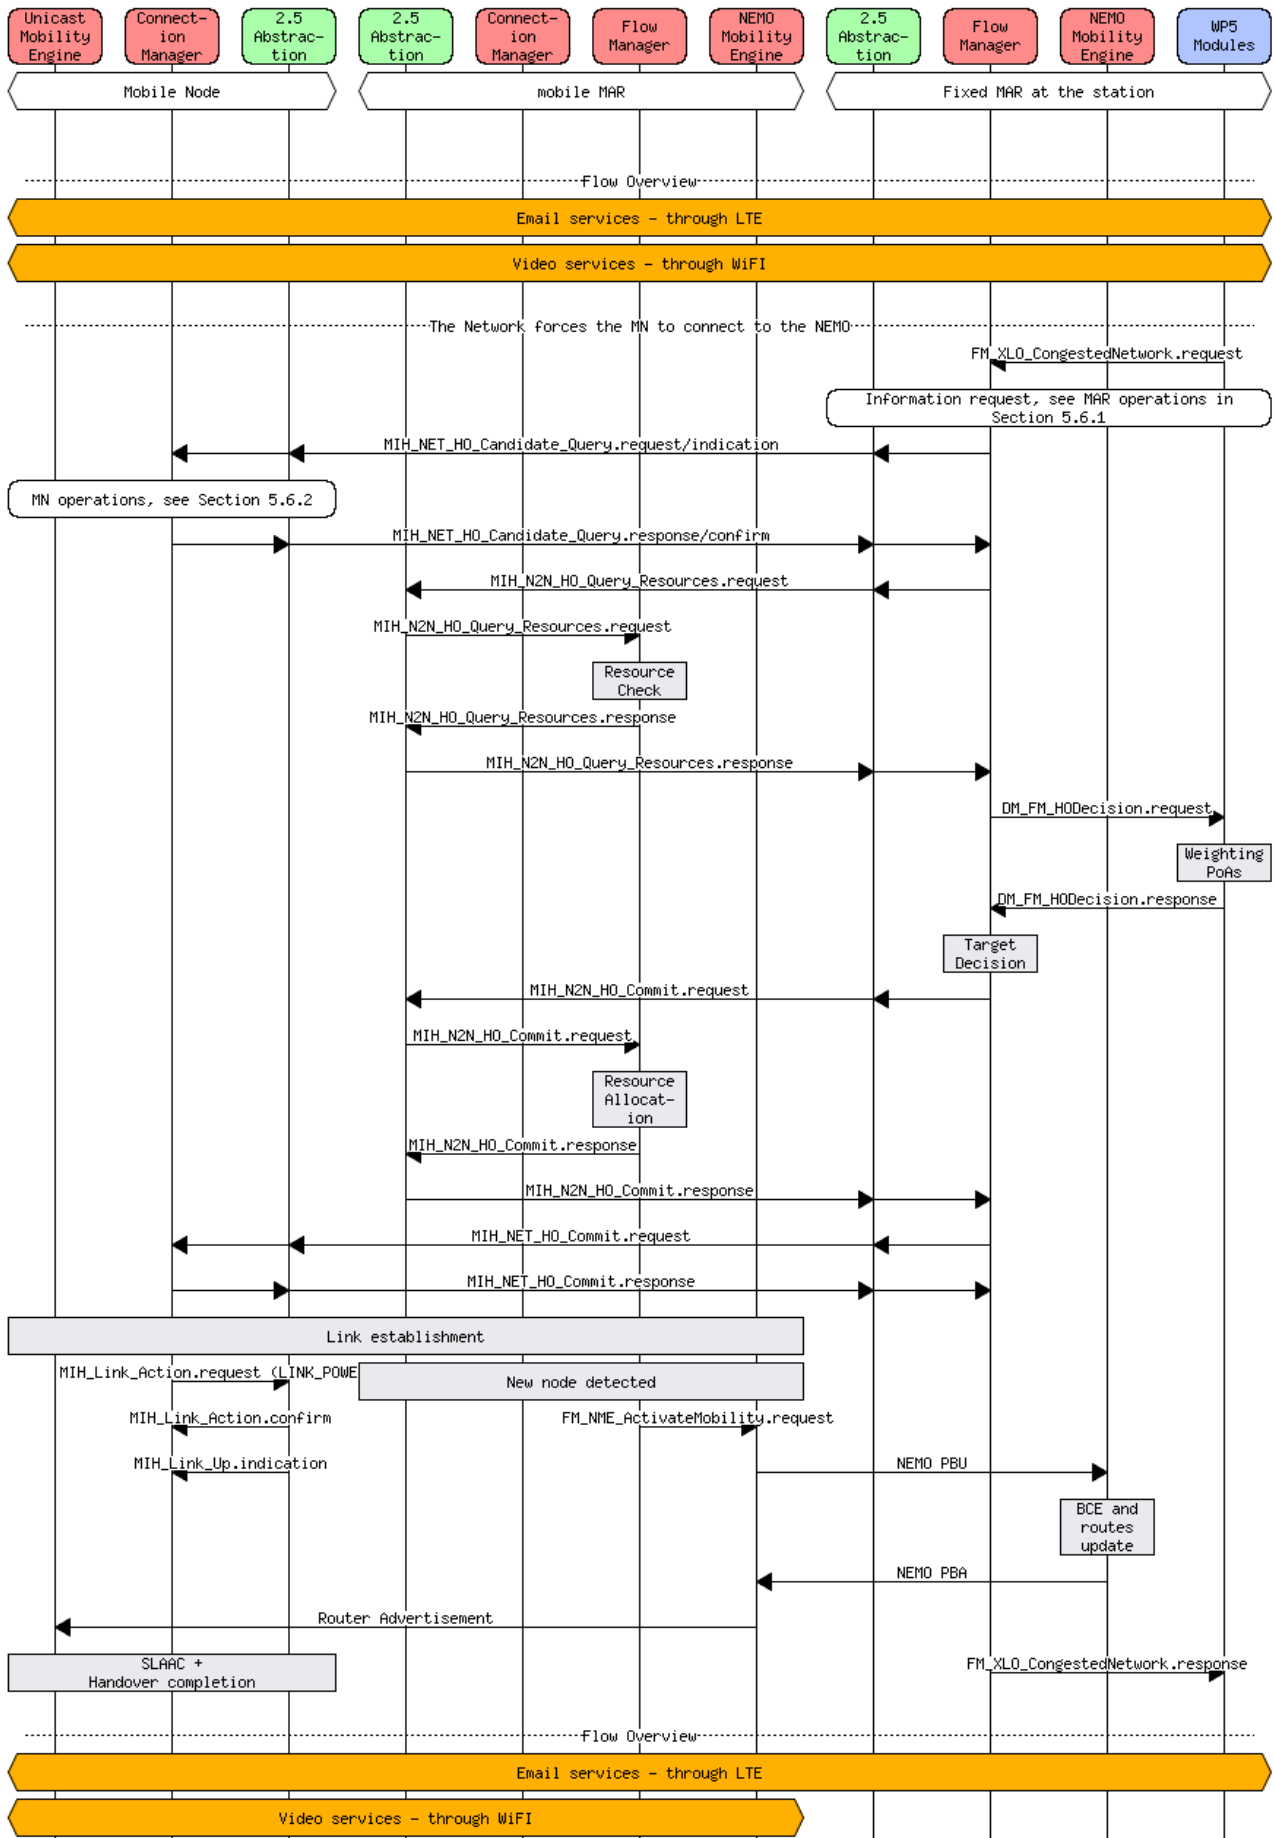 Unicast
Mobility
Engine
Connect-
ion
Manager
2.5
Abstrac-
tion
2.5
Abstrac-
tion
Connect-
ion
Manager
Flow
Manager
NEMO
Mobility
Engine
2.5
Abstrac-
tion
Flow
Manager
NEMO
Mobility
Engine
WP5
Modules
Mobile Node
mobile MAR
Fixed MAR at the station
Flow Overview
Email services - through LTE
Video services - through WiFI
The Network forces the MN to connect to the NEMO
FM_XLO_CongestedNetwork.request
Information request, see MAR operations in
Section 5.6.1
MIH_NET_HO_Candidate_Query.request/indication
MN operations, see Section 5.6.2
MIH_NET_HO_Candidate_Query.response/confirm
MIH_N2N_HO_Query_Resources.request
MIH_N2N_HO_Query_Resources.request
Resource
Check
MIH_N2N_HO_Query_Resources.response
MIH_N2N_HO_Query_Resources.response
DM_FM_HODecision.request
Weighting
PoAs
DM_FM_HODecision.response
Target
Decision
MIH_N2N_HO_Commit.request
MIH_N2N_HO_Commit.request
Resource
Allocat-
ion
MIH_N2N_HO_Commit.response
MIH_N2N_HO_Commit.response
MIH_NET_HO_Commit.request
MIH_NET_HO_Commit.response
Link establishment
MIH_Link_Action.request (LINK_POWE
New node detected
MIH_Link_Action.confirm
FM_NME_ActivateMobility.request
MIH_Link_Up.indication
NEMO PBU
BCE and
routes
update
NEMO PBA
Router Advertisement
SLAAC +
Handover completion
FM_XLO_CongestedNetwork.response
Flow Overview
Email services - through LTE
Video services - through WiFI